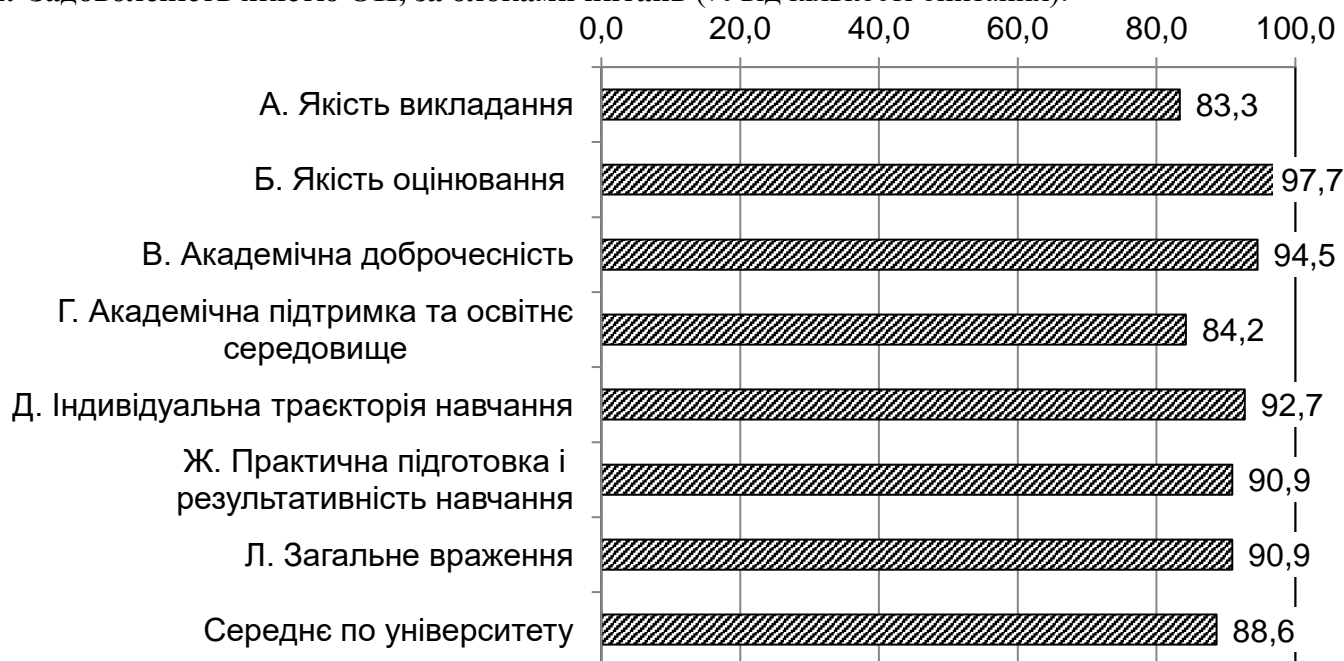 0,0 20,0 40,0 60,0 80,0 100,0
А. Якість викладання 83,3
Б. Якість оцінювання 97,7
В. Академічна доброчесність 94,5
Г. Академічна підтримка та освітнє
середовище 84,2
Д. Індивідуальна траєкторія навчання 92,7
Ж. Практична підготовка і
результативність навчання 90,9
Л. Загальне враження 90,9
Середнє по університету 88,6